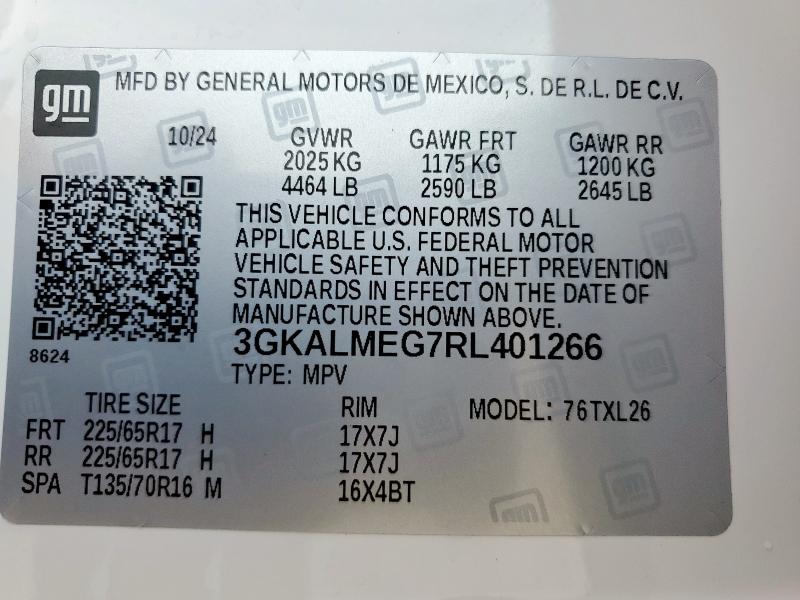 gm
MFD BY GENERAL MOTORS DE MEXICO, S. DE R.L. DE C.V.
10/24 GVWR GAWR FRT GAWR RR
2025 KG 1175 KG 1200 KG
4464 LB 2590 LB 2645 LB
THIS VEHICLE CONFORMS TO ALL
APPLICABLE U.S. FEDERAL MOTOR
VEHICLE SAFETY AND THEFT PREVENTION
STANDARDS IN EFFECT ON THE DATE OF
MANUFACTURE SHOWN ABOVE.
8624
3GKALMEG7RL401266
TYPE: MPV
TIRE SIZE RIM MODEL: 76TXL26
FRT 225/65R17 H 17X7J
RR 225/65R17 H 17X7J
SPA T135/70R16 M 16X4BT